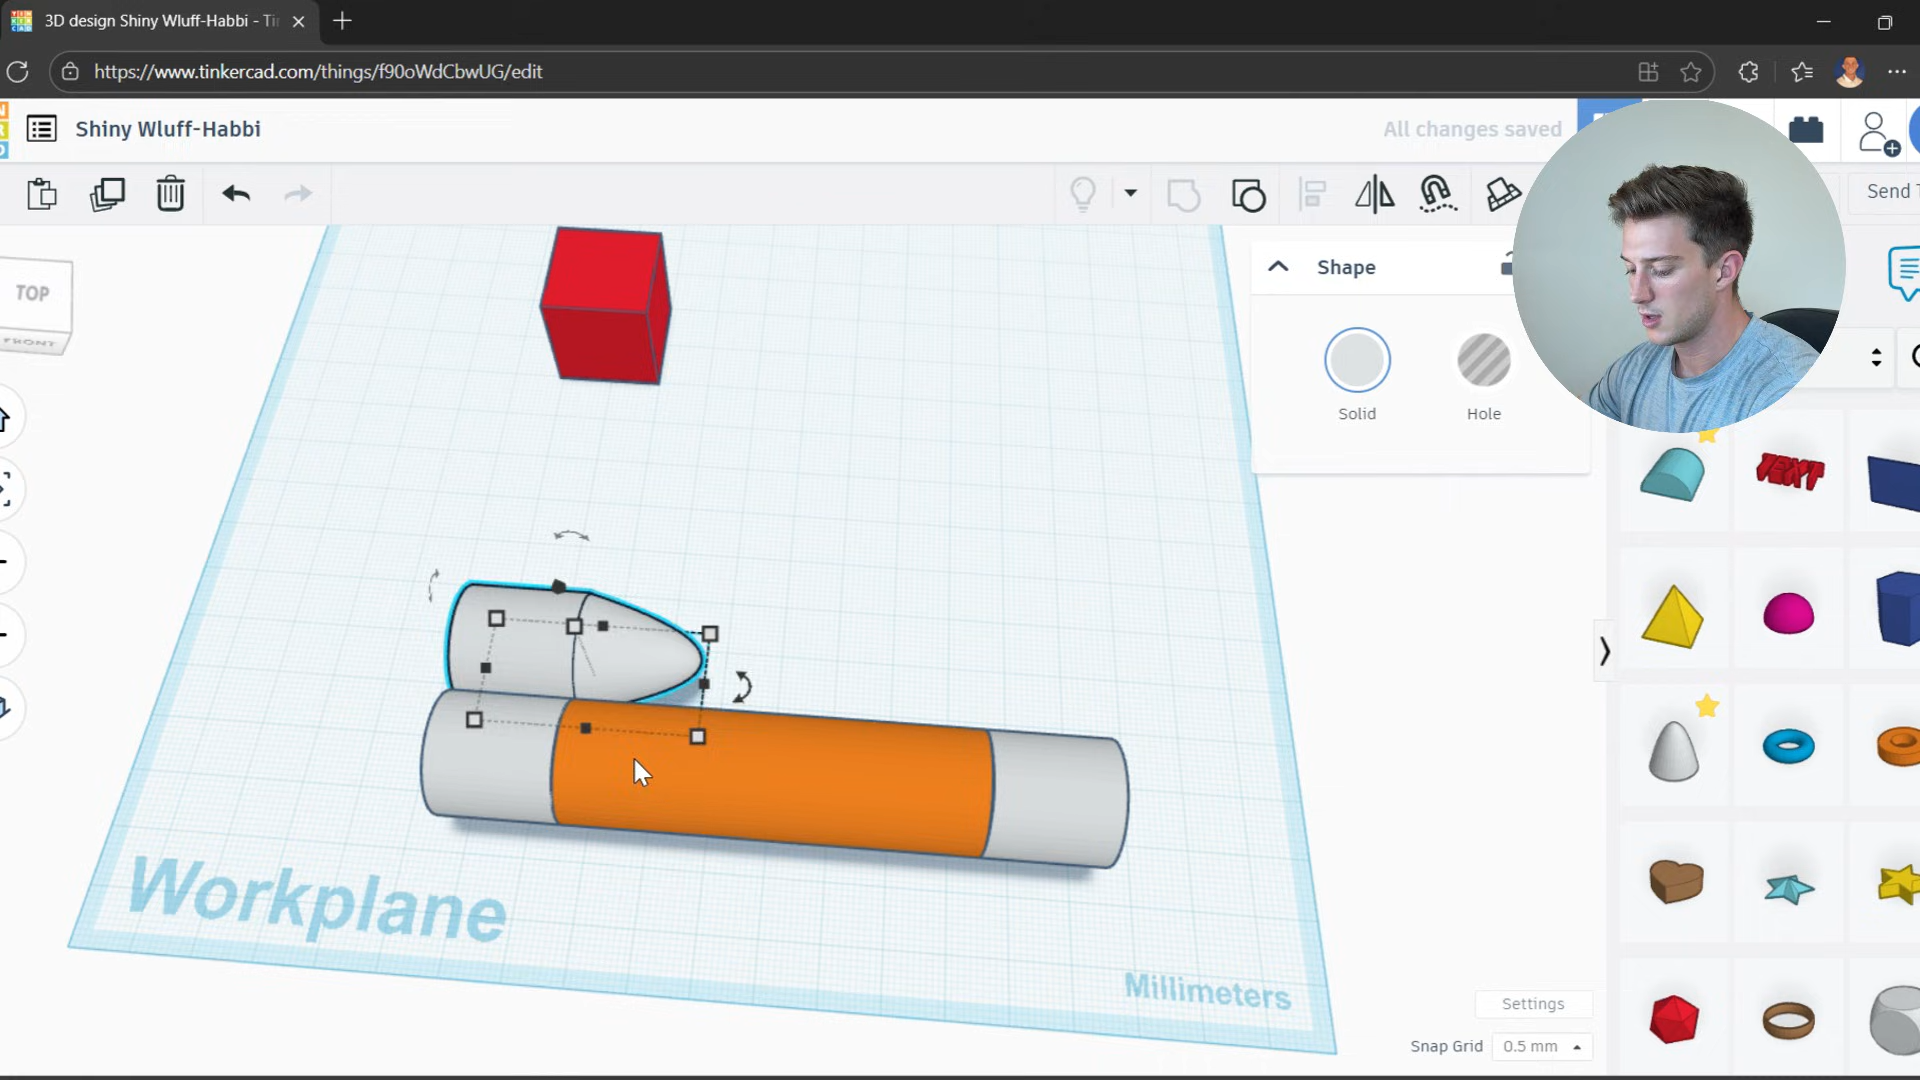 3D design Shiny Wluff-Habbi - Ti
https://www.tinkercad.com/things/f90oWdCbwUG/edit
Shiny Wluff-Habbi
All changes saved
Send T
TOP
FRONT
Shape
Solid
Hole
TEXT
Workplane
Millimeters
Settings
Snap Grid
0.5 mm